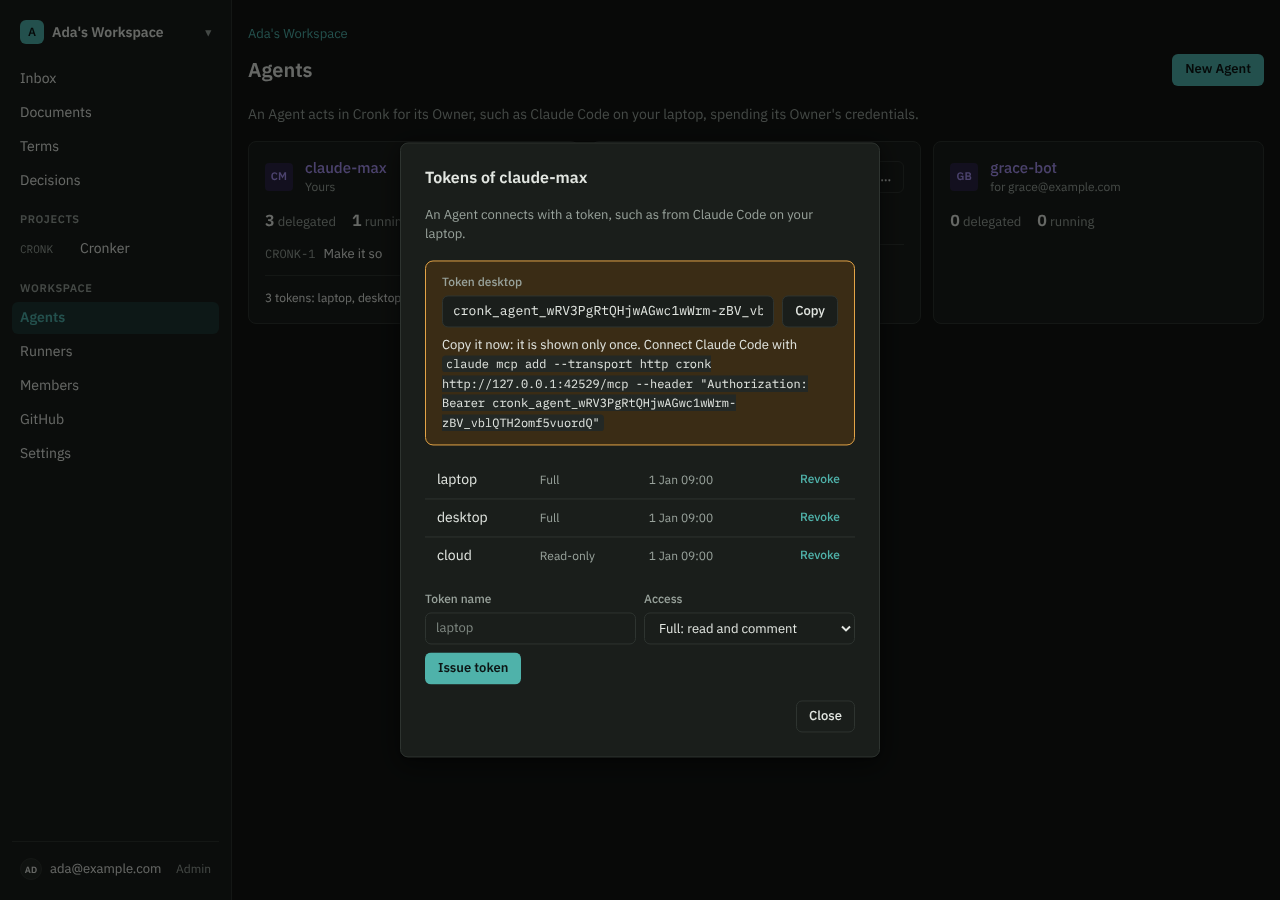 A Ada's Workspace ▾
Inbox
Documents
Terms
Decisions
PROJECTS
CRONK Cronker
WORKSPACE
Agents
Runners
Members
GitHub
Settings
AD ada@example.com Admin
Ada's Workspace
Agents
New Agent
An Agent acts in Cronk for its Owner, such as Claude Code on your laptop, spending its Owner's credentials.
CM claude-max
Yours
3 delegated 1
CRONK-1 Make it so
3 tokens: laptop, desktop
...
GB grace-bot
for grace@example.com
0 delegated 0 running
Tokens of claude-max
An Agent connects with a token, such as from Claude Code on your
laptop.
Token desktop
cronk_agent_wRV3PgRtQHjwAGwc1wWrm-zBV_vb
Copy
Copy it now: it is shown only once. Connect Claude Code with
claude mcp add --transport http cronk
http://127.0.0.1:42529/mcp --header "Authorization:
Bearer cronk_agent_wRV3PgRtQHjwAGwc1wWrm-
zBV_vblQTH2omf5vuordQ"
laptop Full 1 Jan 09:00 Revoke
desktop Full 1 Jan 09:00 Revoke
cloud Read-only 1 Jan 09:00 Revoke
Token name Access
laptop Full: read and comment
Issue token
Close